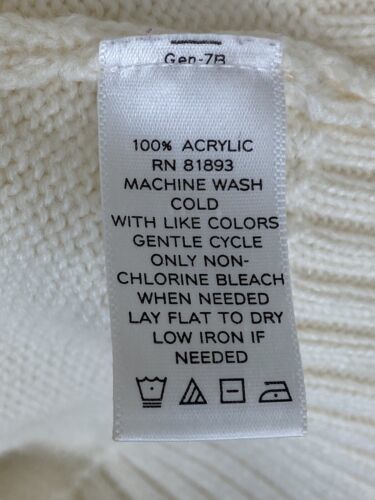 Gen-7B
100% ACRYLIC
RN 81893
MACHINE WASH
COLD
WITH LIKE COLORS
GENTLE CYCLE
ONLY NON-
CHLORINE BLEACH
WHEN NEEDED
LAY FLAT TO DRY
LOW IRON IF
NEEDED